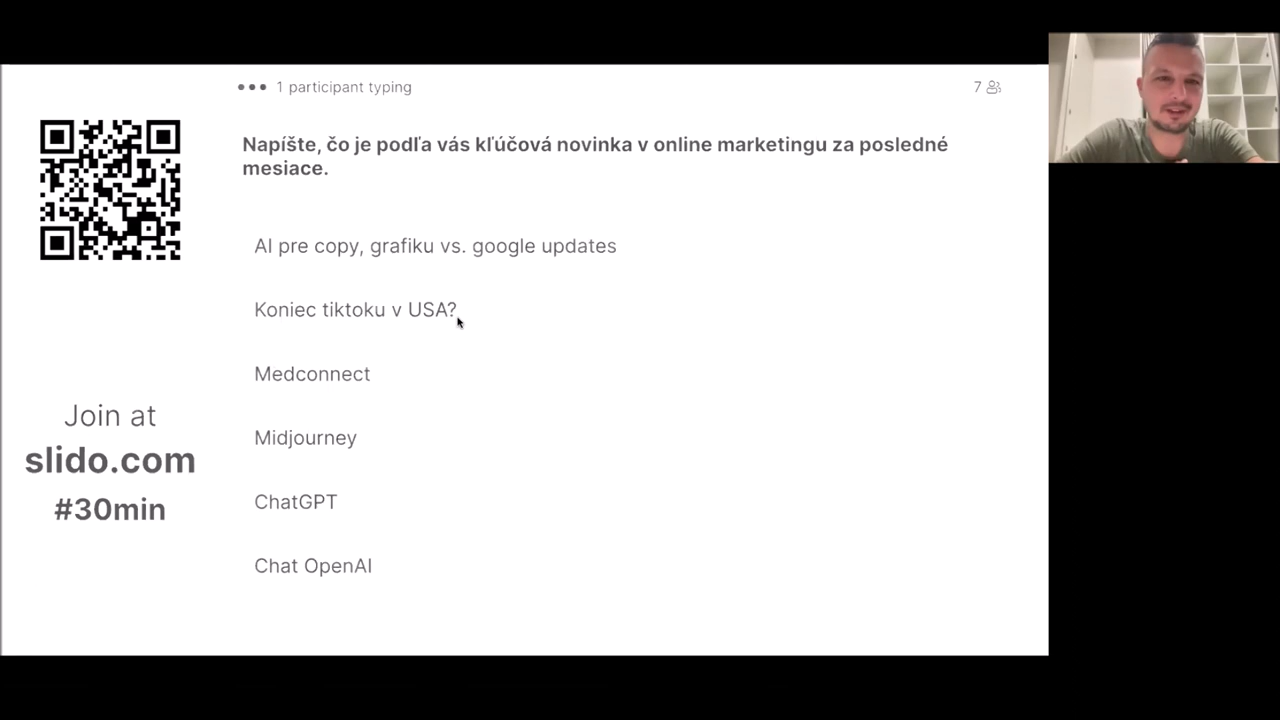 1 participant typing
7
Napíšte, čo je podľa vás kľúčová novinka v online marketingu za posledné
mesiace.
AI pre copy, grafiku vs. google updates
Koniec tiktoku v USA?
Medconnect
Midjourney
ChatGPT
Chat OpenAI
Join at
slido.com
#30min